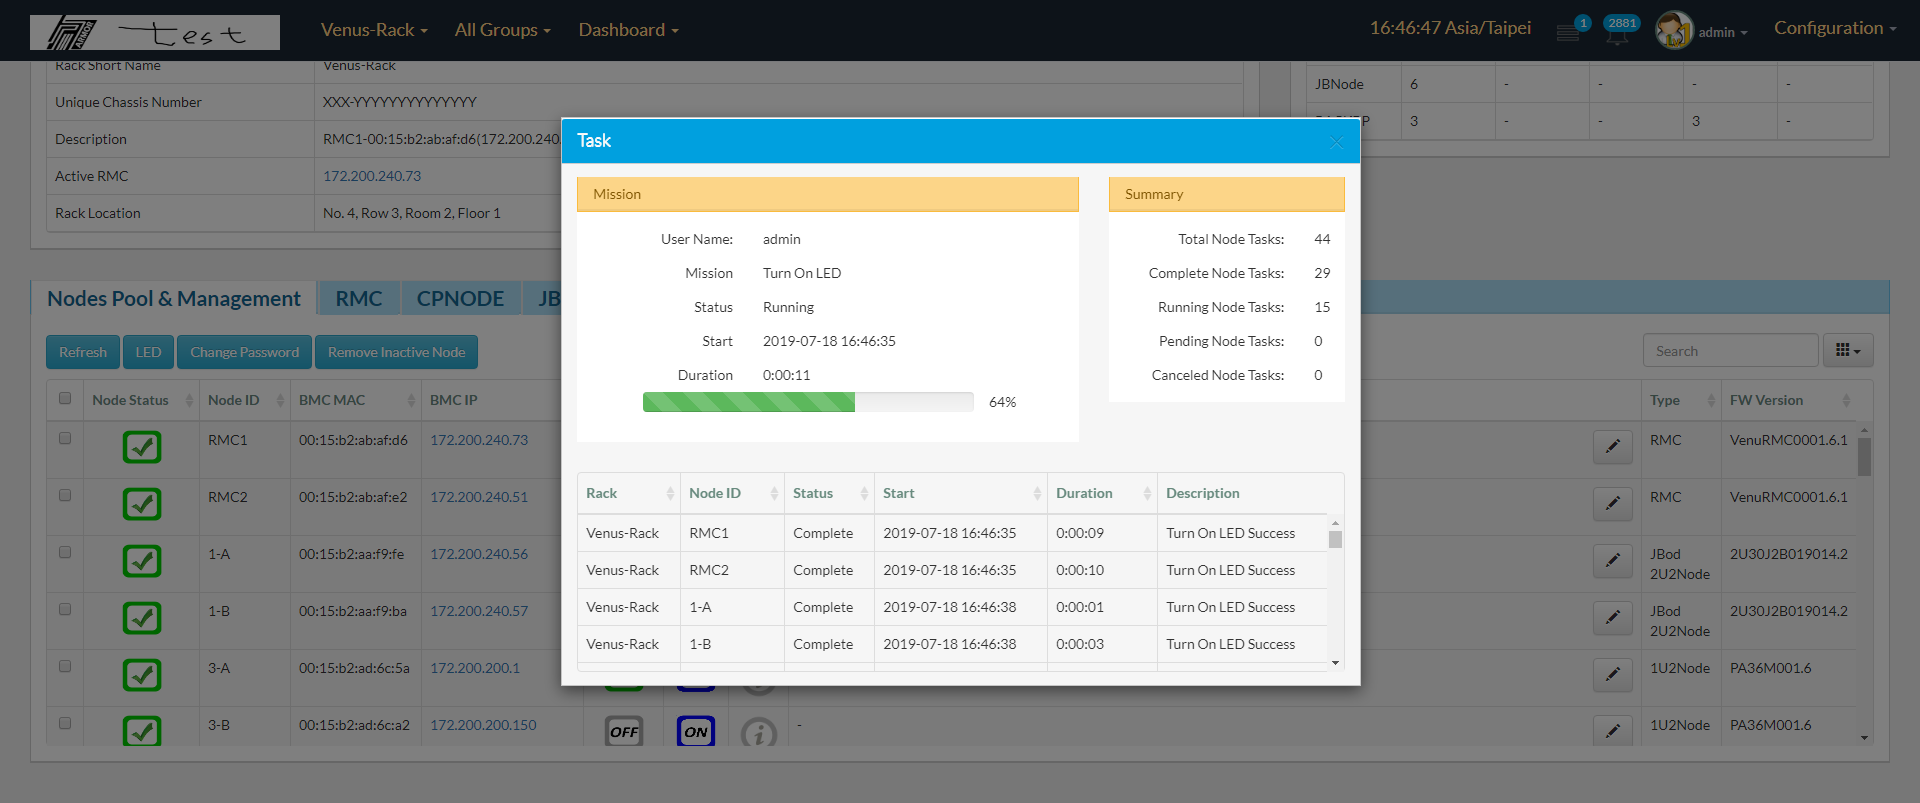 ARMOR test Venus-Rack All Groups Dashboard 16:46:47 Asia/Taipei 1 2881 admin Configuration
Rack Short Name Venus-Rack
Unique Chassis Number XXX-YYYYYYYYYYYYYY
Description RMC1-00:15:b2:ab:af:d6(172.200.240.
Active RMC 172.200.240.73
Rack Location No. 4, Row 3, Room 2, Floor 1
JBNode 6 - - - -
3 - - 3 -
Task
Mission
User Name: admin
Mission Turn On LED
Status Running
Start 2019-07-18 16:46:35
Duration 0:00:11
64%
Summary
Total Node Tasks: 44
Complete Node Tasks: 29
Running Node Tasks: 15
Pending Node Tasks: 0
Canceled Node Tasks: 0
Rack Node ID Status Start Duration Description
Venus-Rack RMC1 Complete 2019-07-18 16:46:35 0:00:09 Turn On LED Success
Venus-Rack RMC2 Complete 2019-07-18 16:46:35 0:00:10 Turn On LED Success
Venus-Rack 1-A Complete 2019-07-18 16:46:38 0:00:01 Turn On LED Success
Venus-Rack 1-B Complete 2019-07-18 16:46:38 0:00:03 Turn On LED Success
Nodes Pool & Management RMC CPNODE JB
Refresh LED Change Password Remove Inactive Node Search
Node Status Node ID BMC MAC BMC IP Type FW Version
RMC1 00:15:b2:ab:af:d6 172.200.240.73 RMC VenuRMC0001.6.1
RMC2 00:15:b2:ab:af:e2 172.200.240.51 RMC VenuRMC0001.6.1
1-A 00:15:b2:aa:f9:fe 172.200.240.56 JBod 2U30J2B019014.2
2U2Node
1-B 00:15:b2:aa:f9:ba 172.200.240.57 JBod 2U30J2B019014.2
2U2Node
3-A 00:15:b2:ad:6c:5a 172.200.200.1 1U2Node PA36M001.6
3-B 00:15:b2:ad:6c:a2 172.200.200.150 OFF ON - 1U2Node PA36M001.6